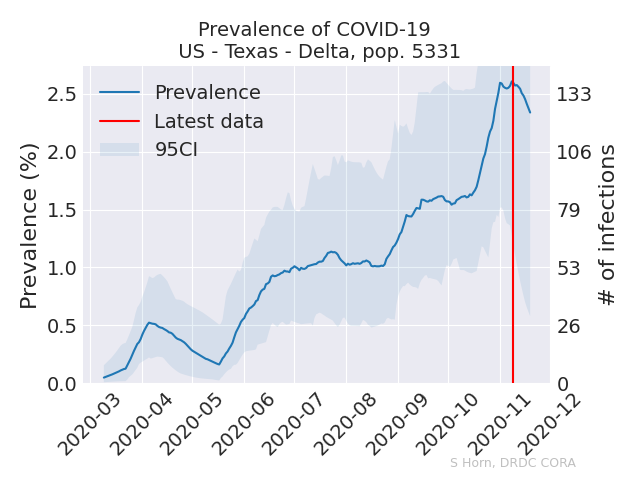 Prevalence of COVID-19
US - Texas - Delta, pop. 5331
Prevalence
Latest data
95CI
Prevalence (%)
2.5
2.0
1.5
1.0
0.5
0.0
133
106
79
53
26
0
# of infections
2020-03
2020-04
2020-05
2020-06
2020-07
2020-08
2020-09
2020-10
2020-11
2020-12
S Horn, DRDC CORA